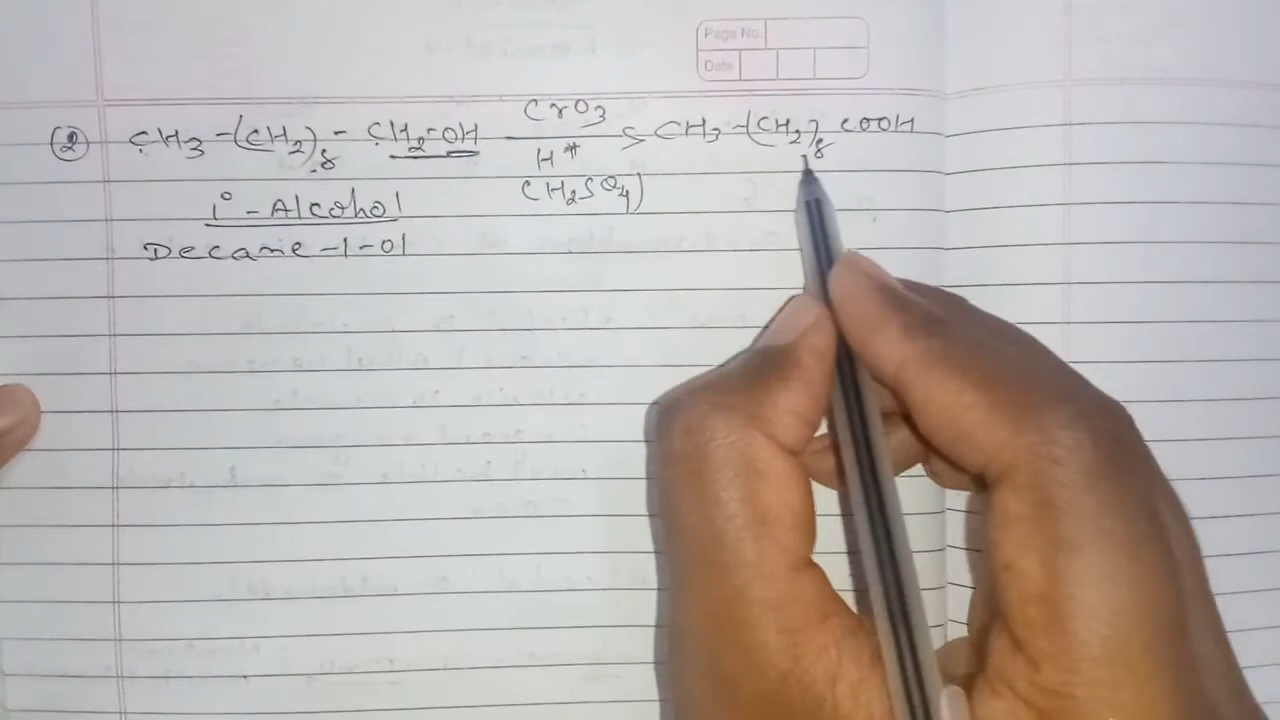 Page No.
Date
② CH3-(CH2)8-CH2-OH CrO3 > CH3-(CH2)8 COOH
H+
(H2SO4)
1°-Alcohol
Decane-1-ol